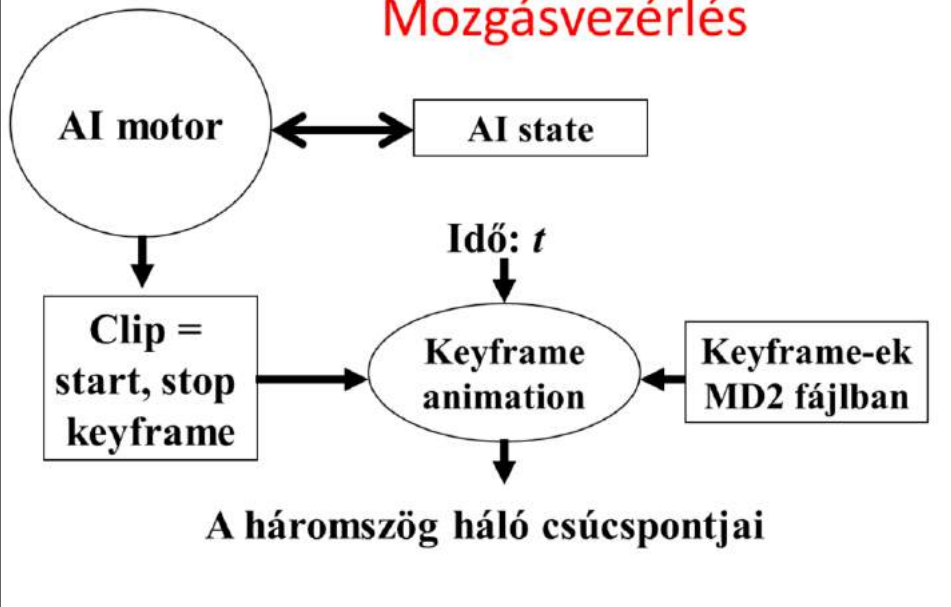 Mozgásvezérlés
AI motor
AI state
Idő: t
Clip =
start, stop
keyframe
Keyframe
animation
Keyframe-ek
MD2 fájlban
A háromszög háló csúcspontjai